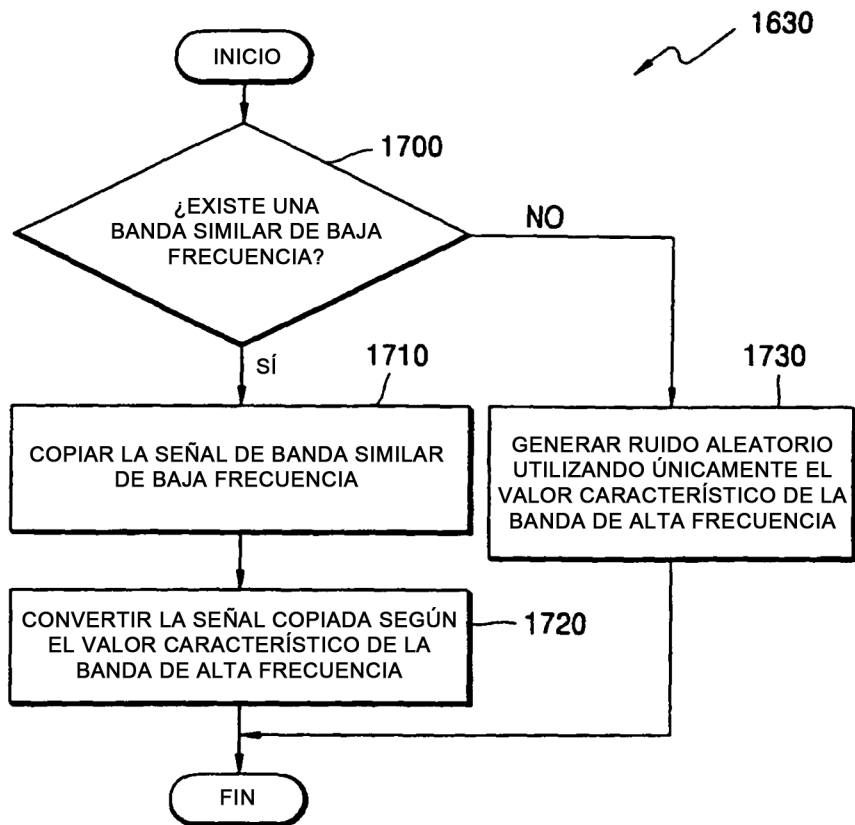 1630
INICIO
1700
¿EXISTE UNA
BANDA SIMILAR DE BAJA
FRECUENCIA?
NO
SÍ
1710
COPIAR LA SEÑAL DE BANDA SIMILAR
DE BAJA FRECUENCIA
1730
GENERAR RUIDO ALEATORIO
UTILIZANDO ÚNICAMENTE EL
VALOR CARACTERÍSTICO DE LA
BANDA DE ALTA FRECUENCIA
CONVERTIR LA SEÑAL COPIADA SEGÚN
EL VALOR CARACTERÍSTICO DE LA
BANDA DE ALTA FRECUENCIA
1720
FIN